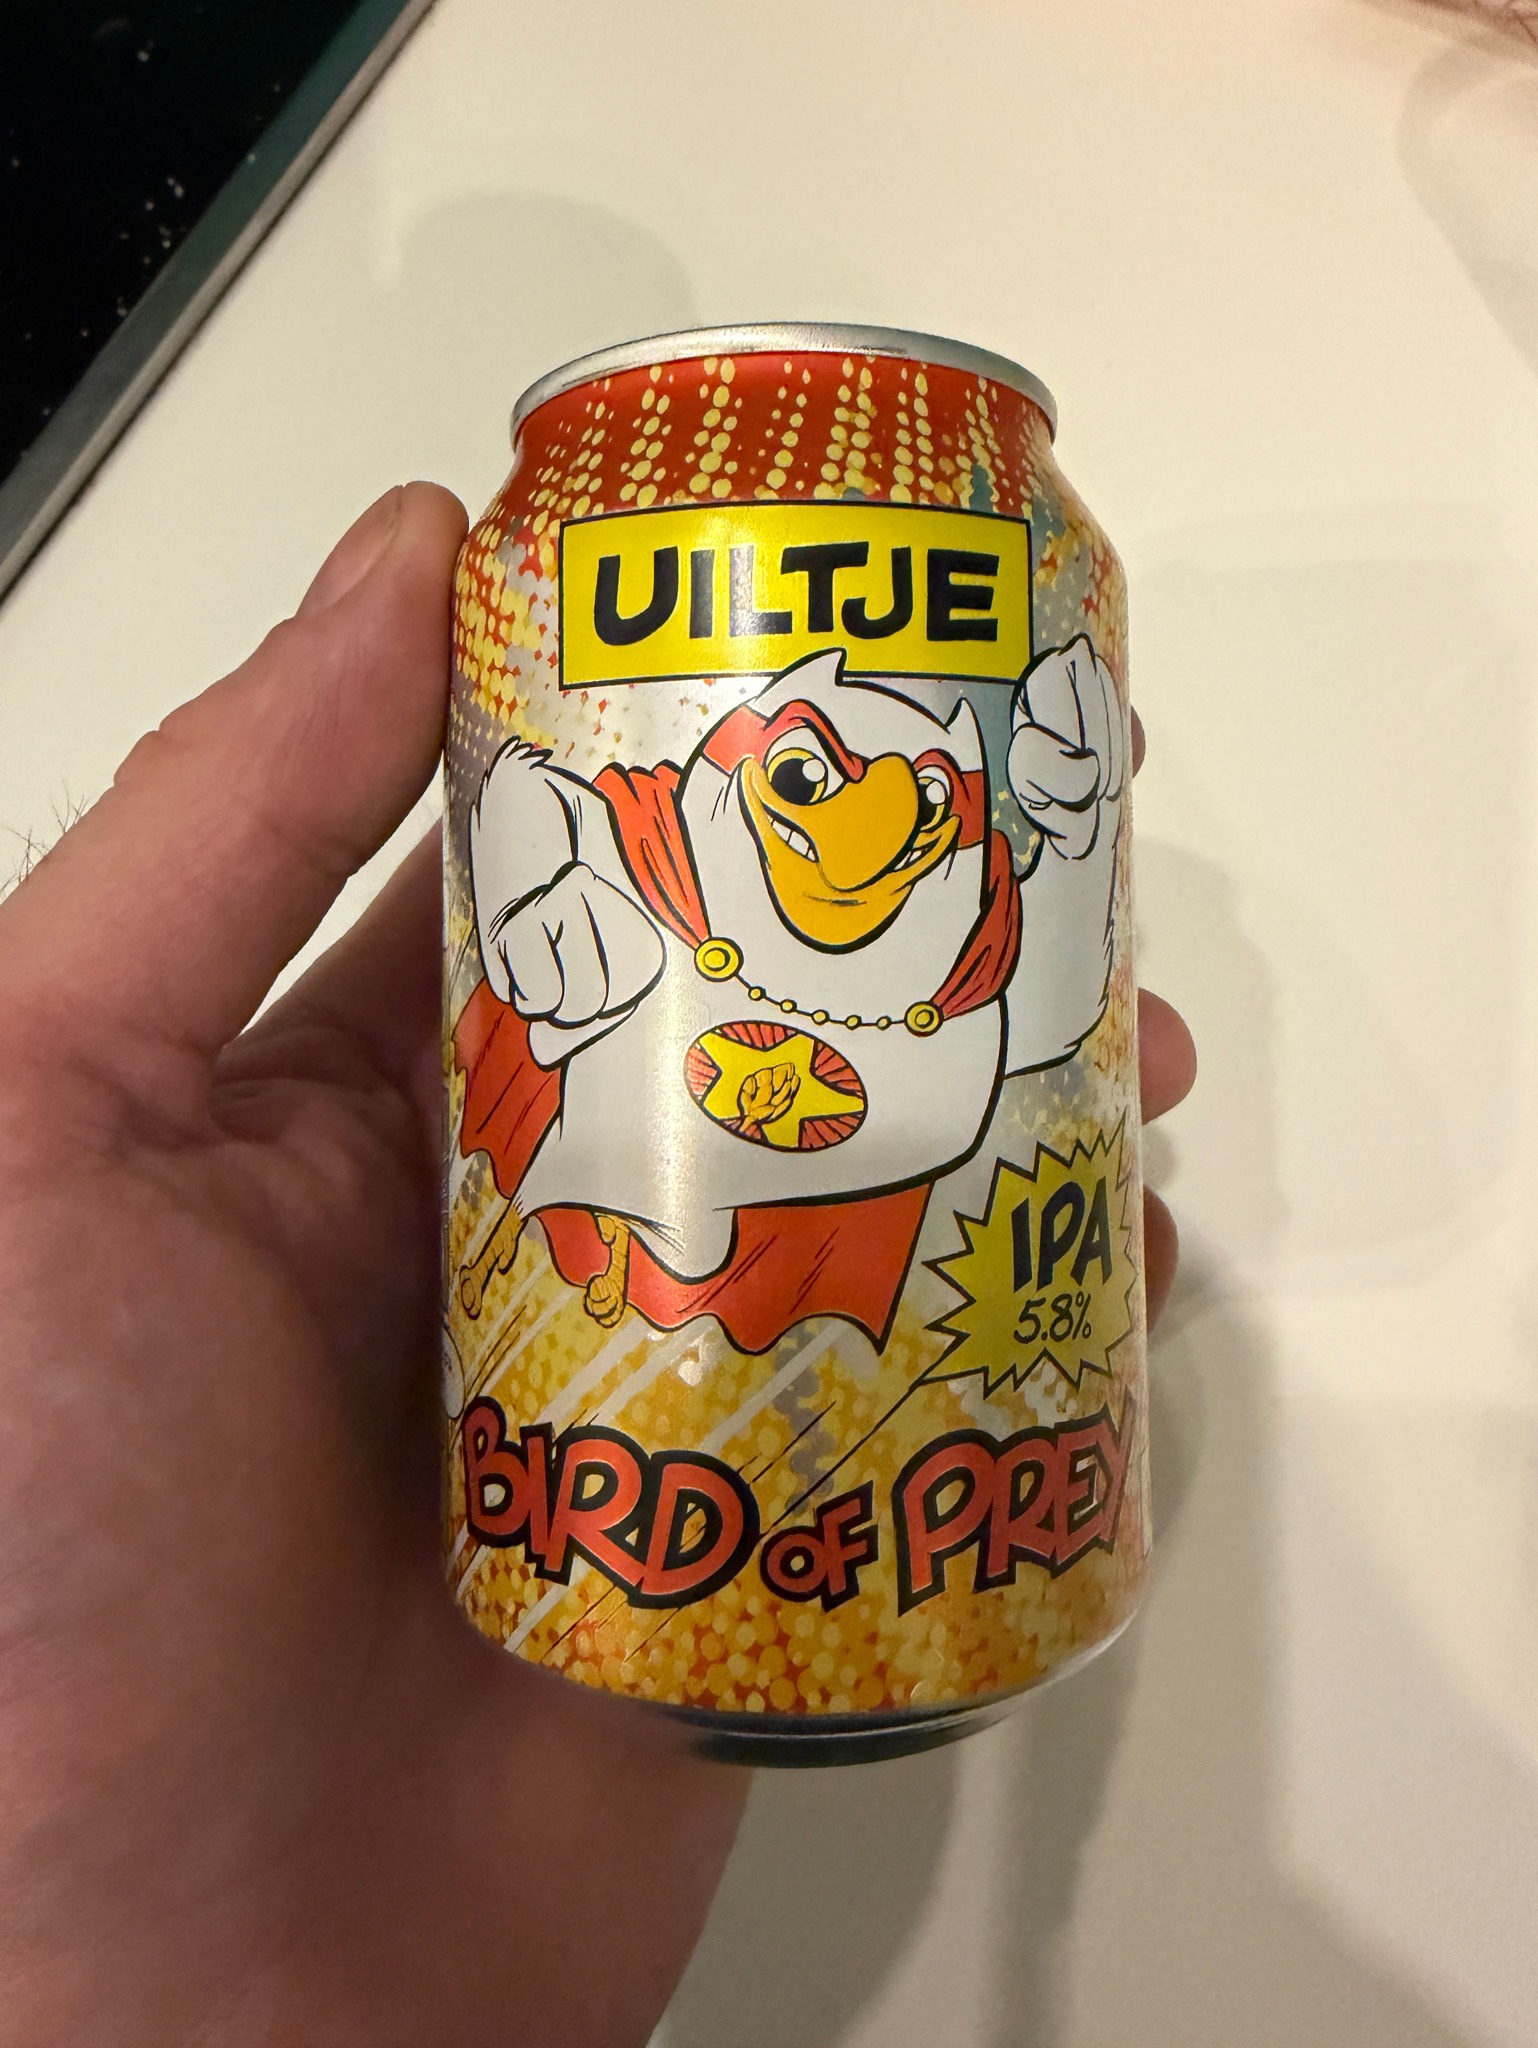 UILTJE
IPA
5.8%
BIRD OF PREY